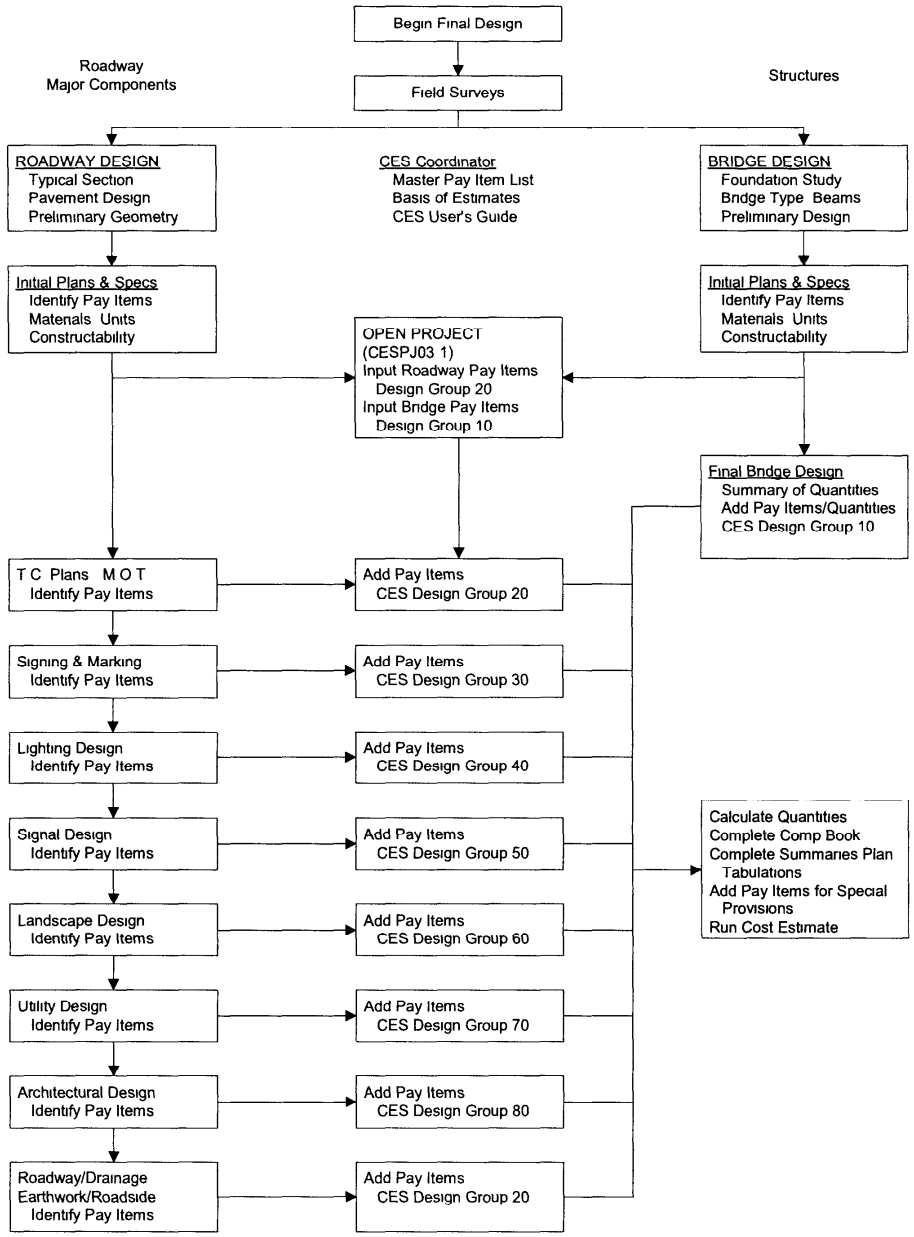 Begin Final Design
Roadway
Major Components
Structures
Field Surveys
ROADWAY DESIGN
Typical Section
Pavement Design
Preliminary Geometry
CES Coordinator
Master Pay Item List
Basis of Estimates
CES User's Guide
BRIDGE DESIGN
Foundation Study
Bridge Type Beams
Preliminary Design
Initial Plans & Specs
Identify Pay Items
Materials Units
Constructability
Initial Plans & Specs
Identify Pay Items
Materials Units
Constructability
OPEN PROJECT
(CESPJ03 1)
Input Roadway Pay Items
Design Group 20
Input Bridge Pay Items
Design Group 10
Final Bridge Design
Summary of Quantities
Add Pay Items/Quantities
CES Design Group 10
T C Plans M O T
Identify Pay Items
Add Pay Items
CES Design Group 20
Signing & Marking
Identify Pay Items
Add Pay Items
CES Design Group 30
Lighting Design
Identify Pay Items
Add Pay Items
CES Design Group 40
Signal Design
Identify Pay Items
Add Pay Items
CES Design Group 50
Calculate Quantities
Complete Comp Book
Complete Summaries Plan
Tabulations
Add Pay Items for Special
Provisions
Run Cost Estimate
Landscape Design
Identify Pay Items
Add Pay Items
CES Design Group 60
Utility Design
Identify Pay Items
Add Pay Items
CES Design Group 70
Architectural Design
Identify Pay Items
Add Pay Items
CES Design Group 80
Roadway/Drainage
Earthwork/Roadside
Identify Pay Items
Add Pay Items
CES Design Group 20